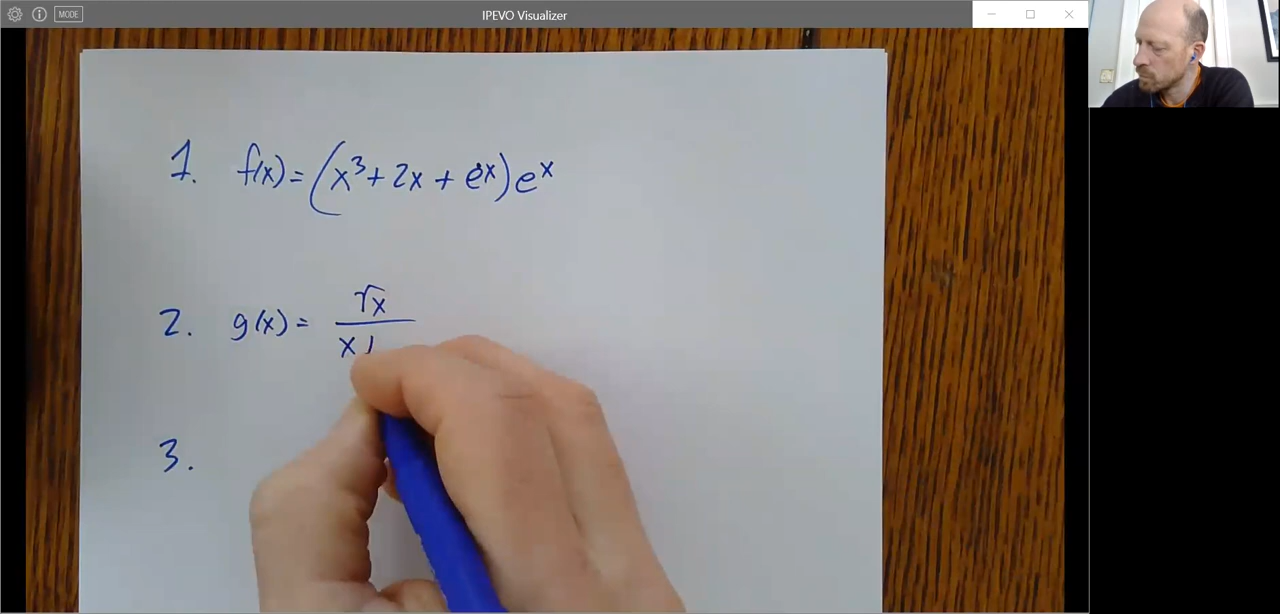 MODE IPEVO Visualizer
1. f(x) = (x³ + 2x + eˣ) eˣ
2. g(x) = √x / x
3.